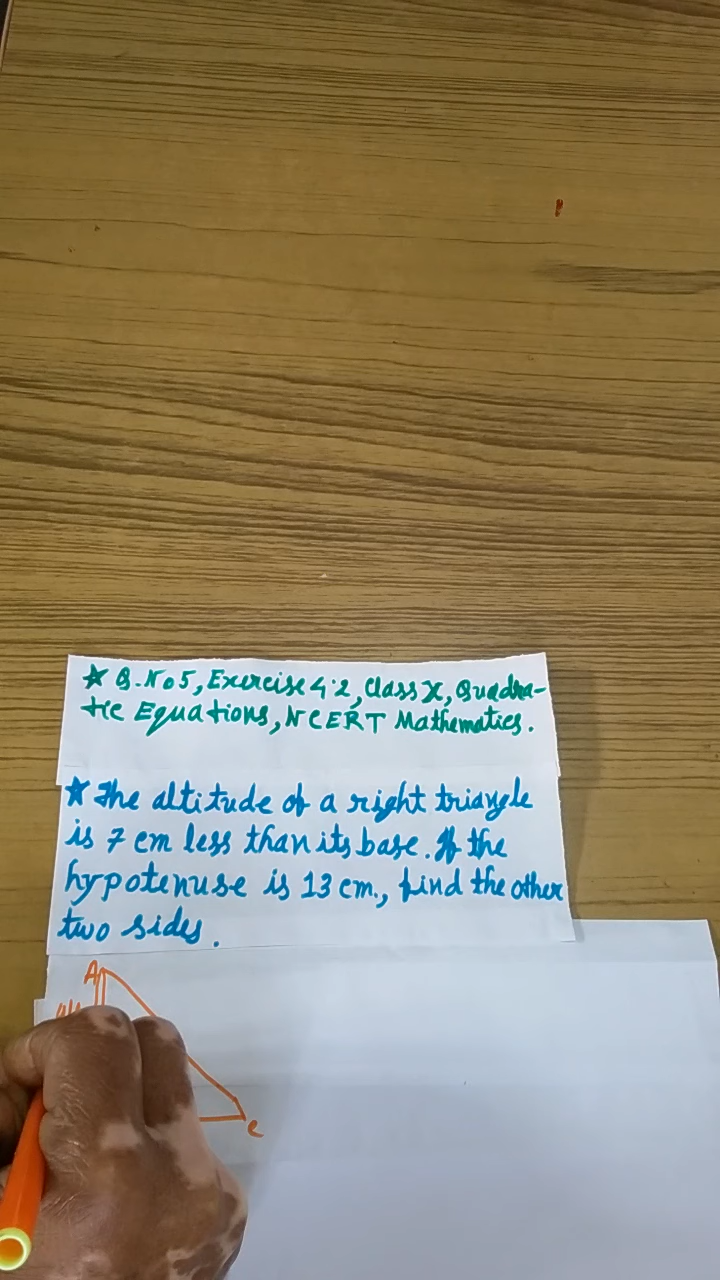 ★ Q.No 5, Exercise 4.2, Class X, Quadra-
tic Equations, NCERT Mathematics.
★ The altitude of a right triangle
is 7 cm less than its base. If the
hypotenuse is 13 cm., find the other
two sides.
A
C